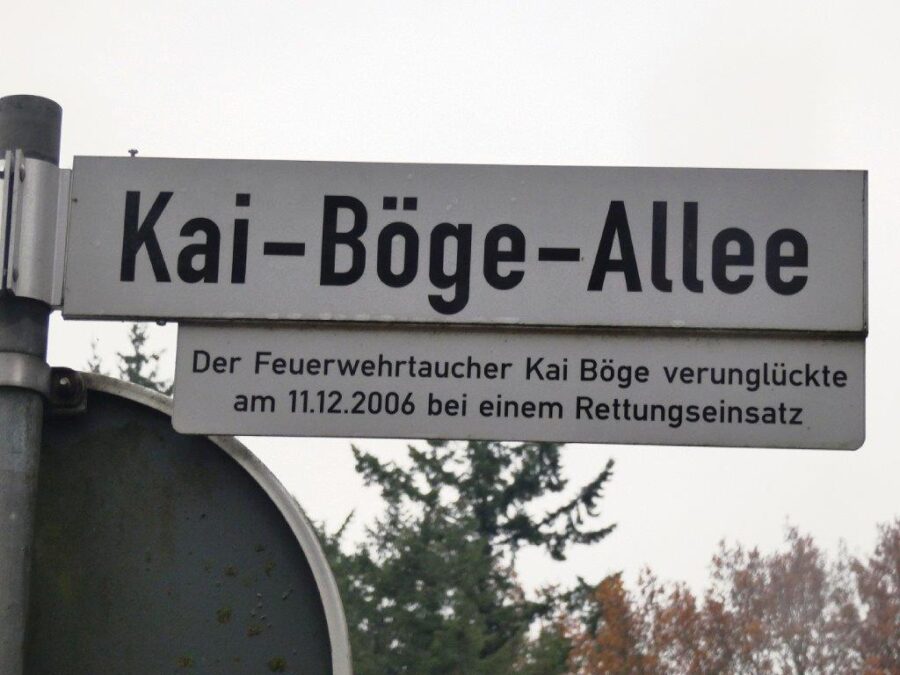 Kai-Böge-Allee
Der Feuerwehrtaucher Kai Böge verunglückte
am 11.12.2006 bei einem Rettungseinsatz